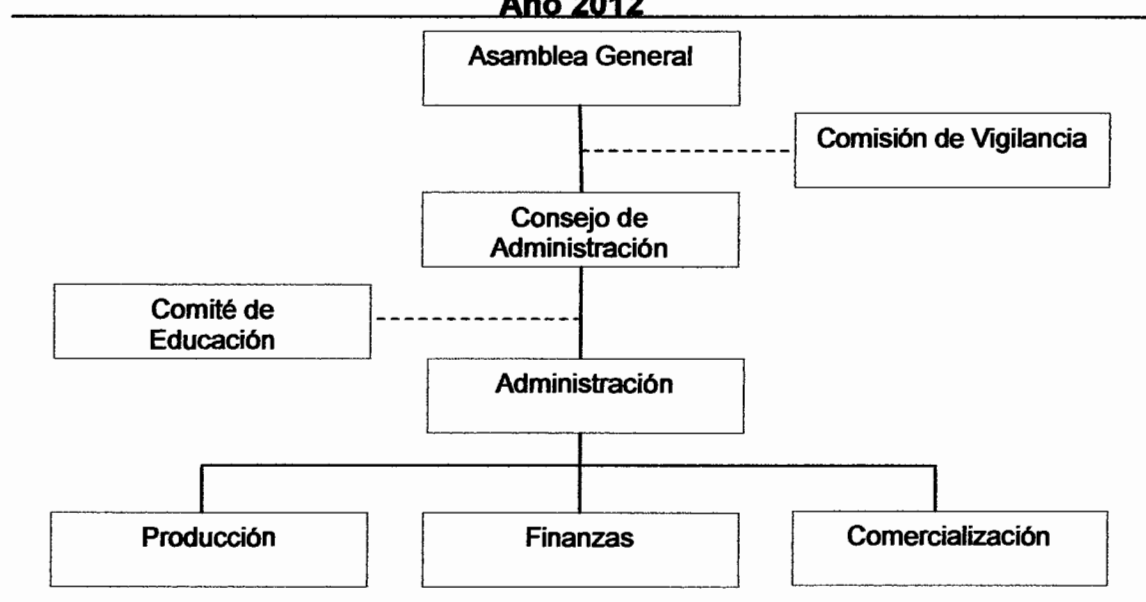 Año 2012
Asamblea General
Comisión de Vigilancia
Consejo de
Administración
Comité de
Educación
Administración
Producción
Finanzas
Comercialización